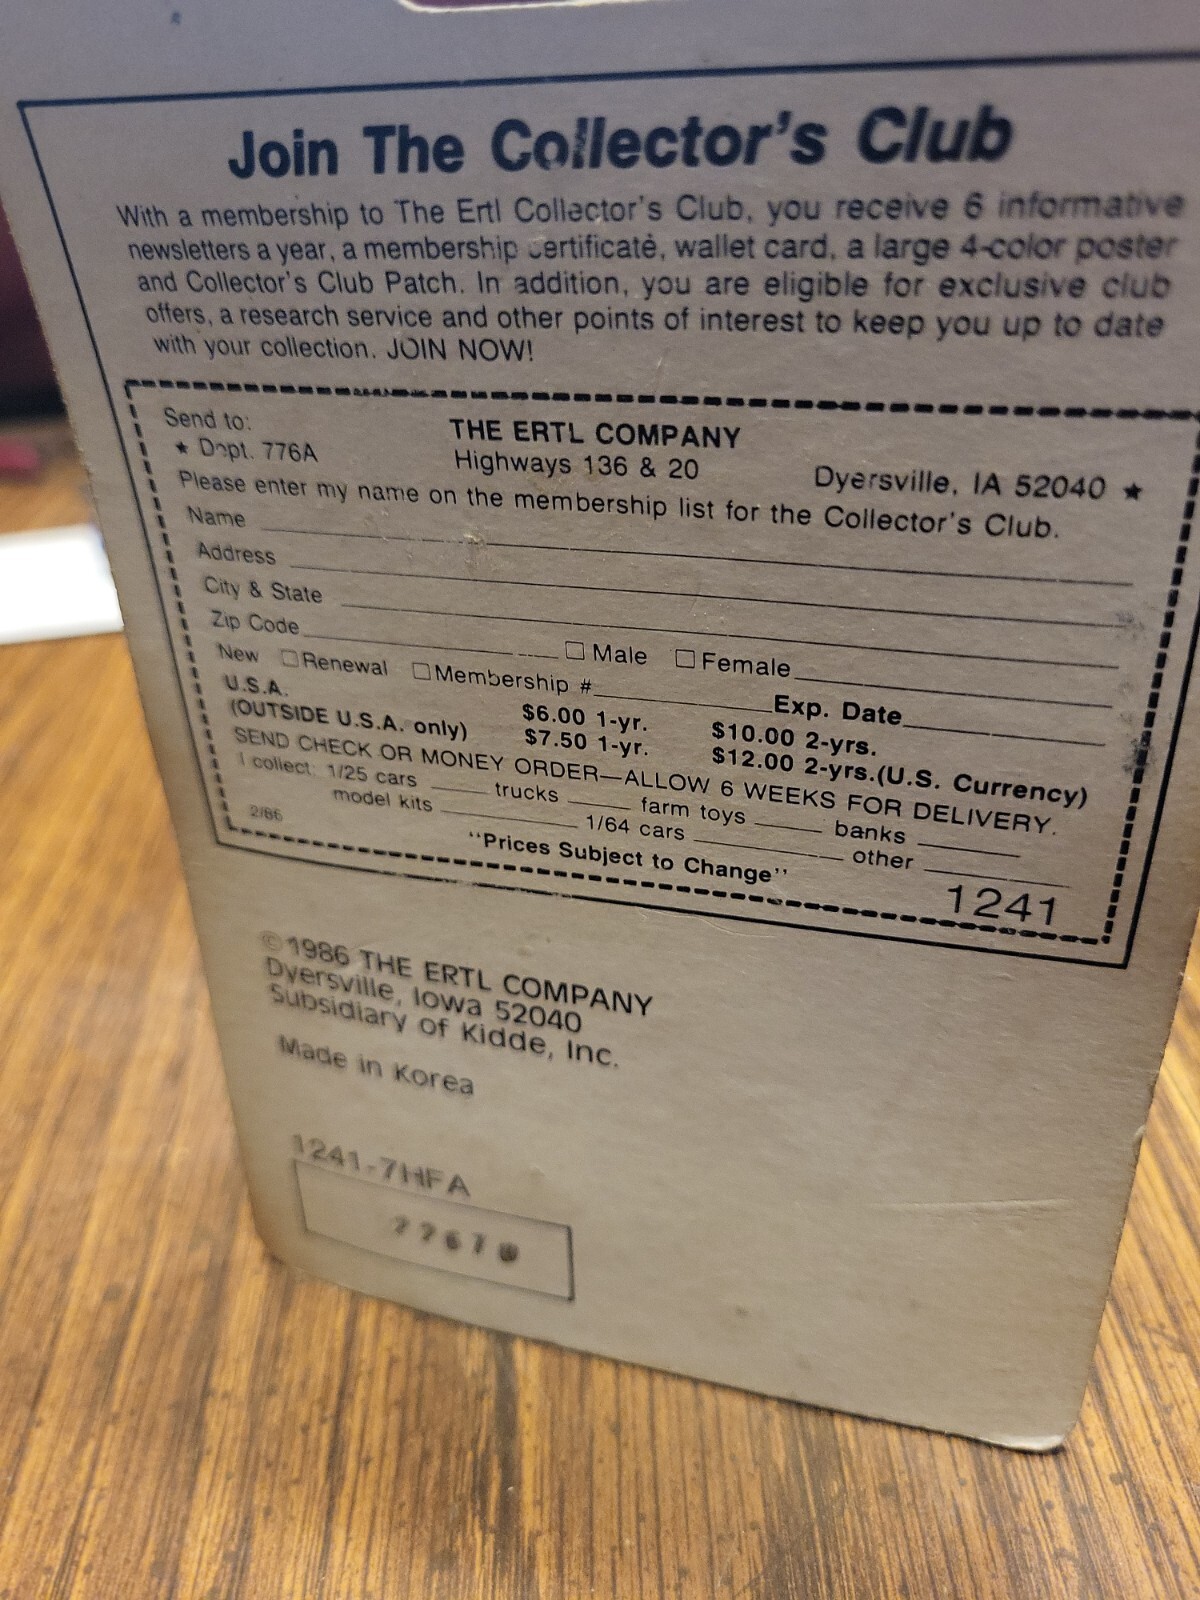 Join The Collector's Club
With a membership to The Ertl Collector's Club, you receive 6 informative
newsletters a year, a membership certificate, wallet card, a large 4-color poster
and Collector's Club Patch. In addition, you are eligible for exclusive club
offers, a research service and other points of interest to keep you up to date
with your collection. JOIN NOW!
Send to:
★ Dept. 776A
THE ERTL COMPANY
Highways 136 & 20
Dyersville, IA 52040 ★
Please enter my name on the membership list for the Collector's Club.
Name
Address
City & State
Zip Code □ Male □ Female
New □ Renewal □ Membership # Exp. Date
U.S.A. $6.00 1-yr. $10.00 2-yrs.
(OUTSIDE U.S.A. only) $7.50 1-yr. $12.00 2-yrs.(U.S. Currency)
SEND CHECK OR MONEY ORDER—ALLOW 6 WEEKS FOR DELIVERY.
I collect: 1/25 cars trucks farm toys banks
model kits 1/64 cars other
2/86
"Prices Subject to Change"
1241
©1986 THE ERTL COMPANY
Dyersville, Iowa 52040
Subsidiary of Kidde, Inc.
Made in Korea
1241-7HFA